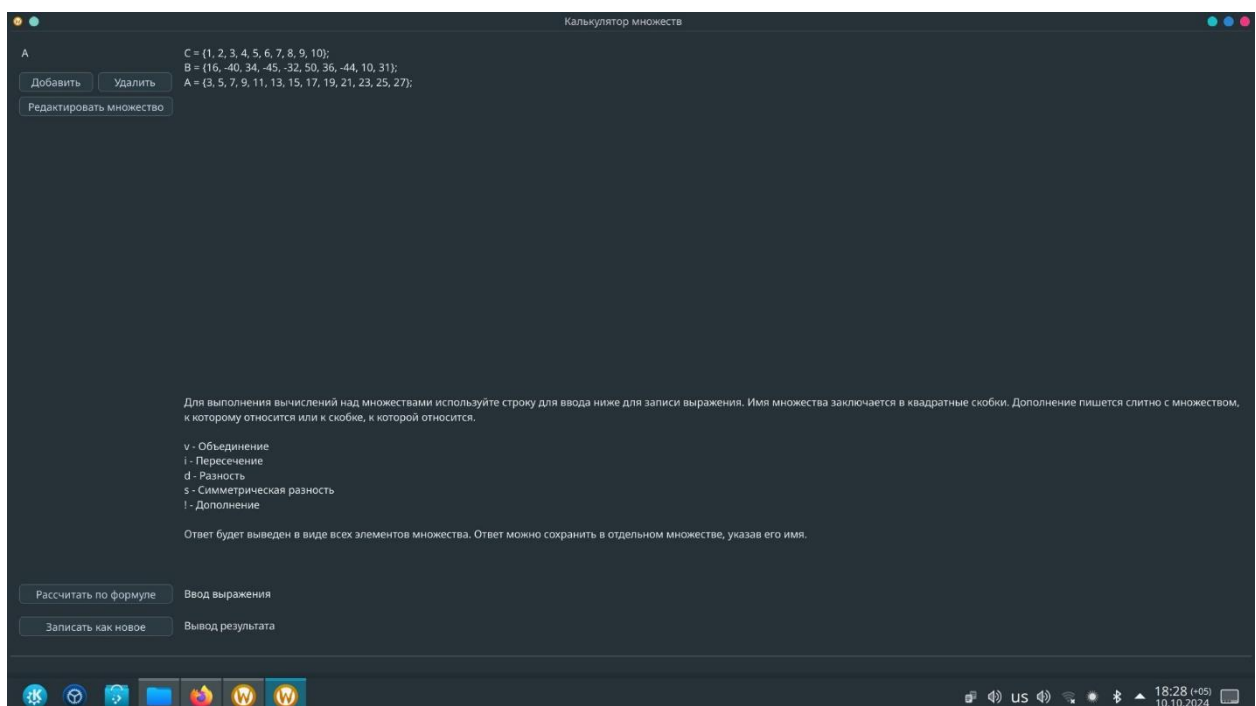 Калькулятор множеств
A
Добавить
Удалить
Редактировать множество
C = {1, 2, 3, 4, 5, 6, 7, 8, 9, 10};
B = {16, -40, 34, -45, -32, 50, 36, -44, 10, 31};
A = {3, 5, 7, 9, 11, 13, 15, 17, 19, 21, 23, 25, 27};
Для выполнения вычислений над множествами используйте строку для ввода ниже для записи выражения. Имя множества заключается в квадратные скобки. Дополнение пишется слитно с множеством,
к которому относится или к скобке, к которой относится.
v - Объединение
i - Пересечение
d - Разность
s - Симметрическая разность
! - Дополнение
Ответ будет выведен в виде всех элементов множества. Ответ можно сохранить в отдельном множестве, указав его имя.
Рассчитать по формуле
Ввод выражения
Записать как новое
Вывод результата
US
18:28 (+05)
10.10.2024